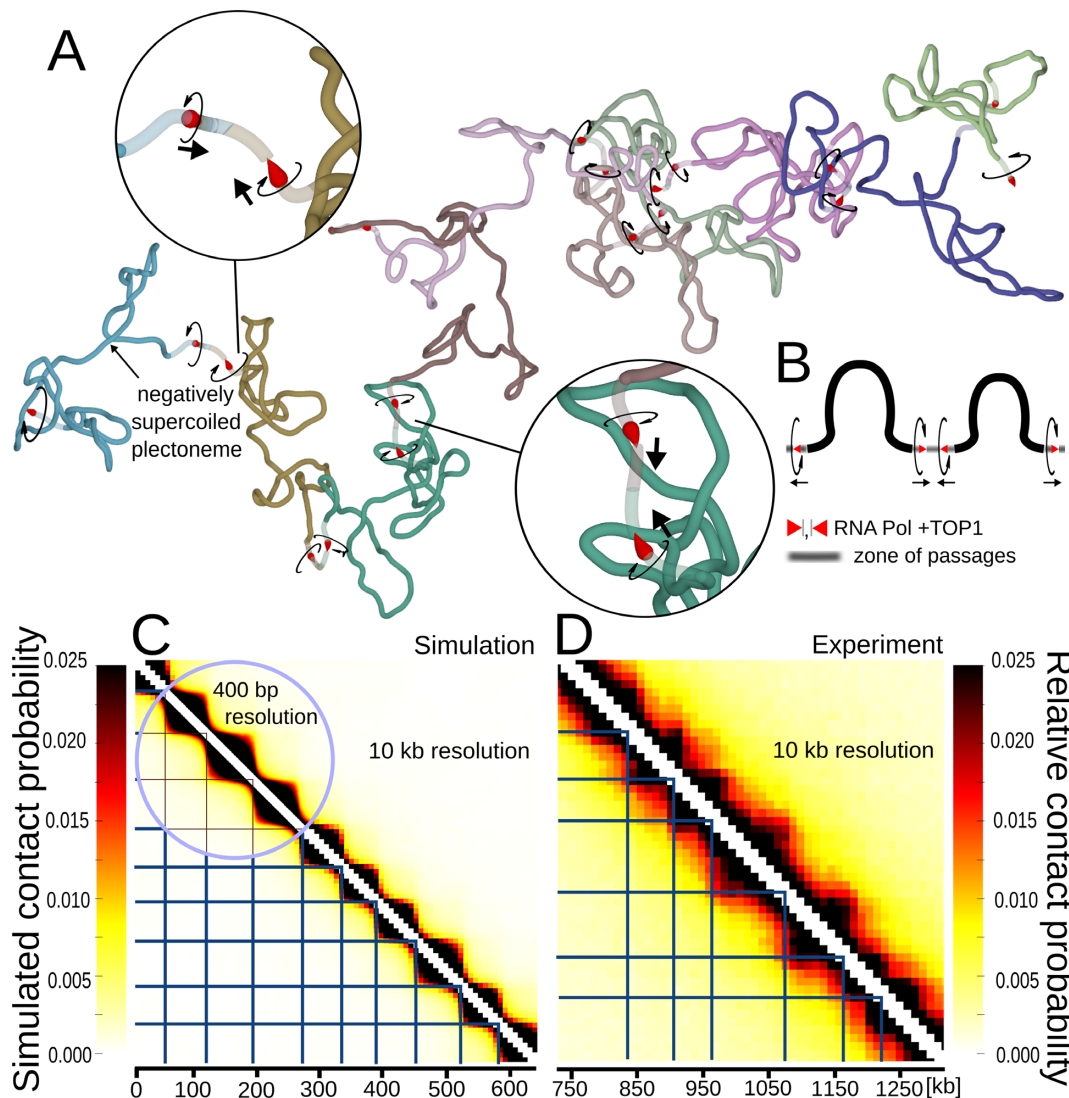 A
negatively
supercoiled
plectoneme
B
RNA Pol +TOP1
zone of passages
C
Simulation
Simulated contact probability
0.025
0.020
0.015
0.010
0.005
0.000
400 bp
resolution
10 kb resolution
0 100 200 300 400 500 600
D
Experiment
10 kb resolution
0.025
0.020
0.015
0.010
0.005
0.000
Relative contact probability
750 850 950 1050 1150 1250 [kb]